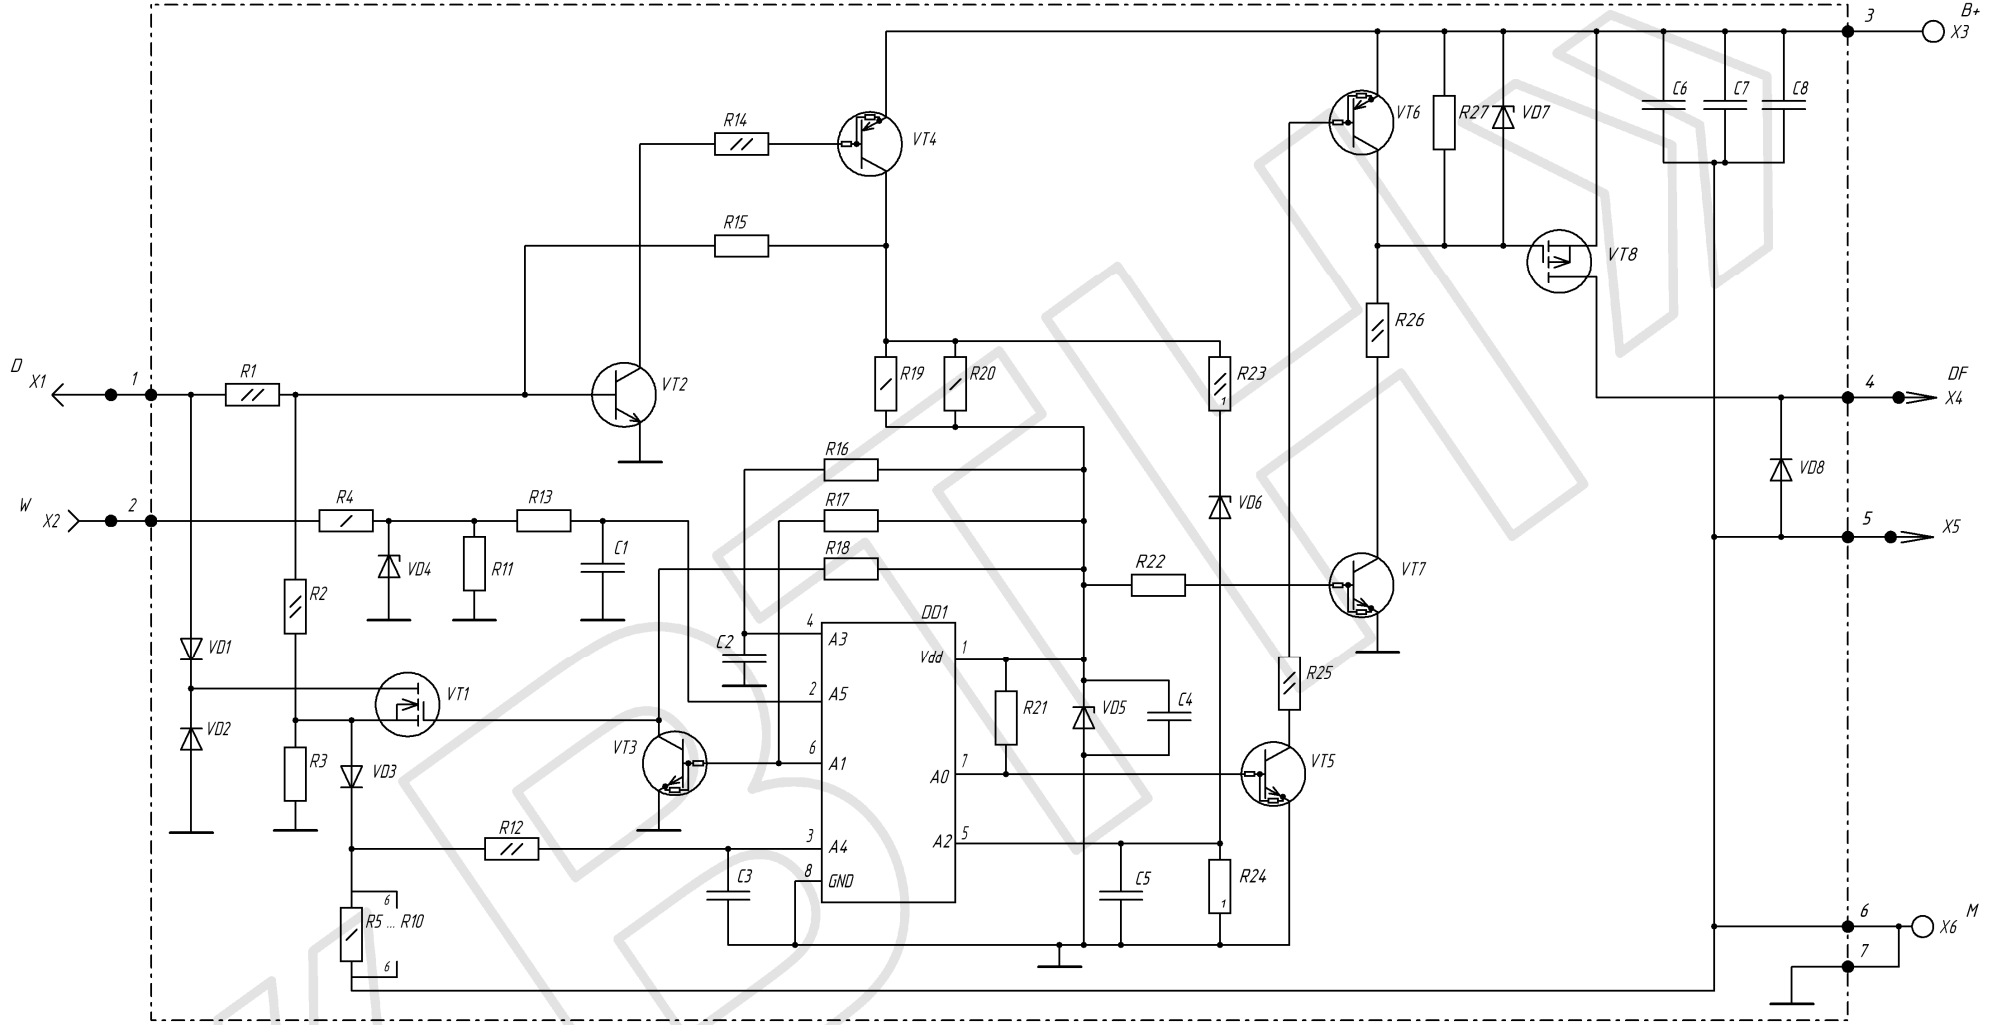 3
B+
X3
C6
C7
C8
R14
VT6
R27
VD7
VT4
R15
VT8
R26
D
X1
1
R1
VT2
R19
R20
R23
1
4
DF
X4
R16
VD8
W
X2
2
R4
R13
R17
VD6
5
X5
C1
R18
VD4
R11
R22
VT7
R2
DD1
4
A3
C2
VD1
Vdd
1
R25
VT1
2
A5
R21
VD5
C4
VD2
VT3
6
A1
VT5
R3
VD3
7
A0
R12
3
A4
A2
5
8
GND
C3
C5
R24
1
6
R5 ... R10
6
6
M
X6
7
«ВТН»